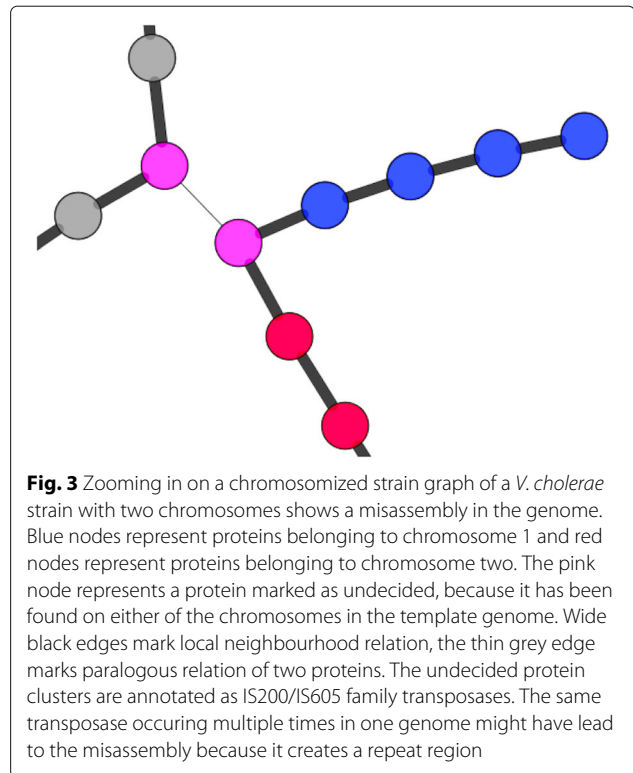 Fig. 3 Zooming in on a chromosomized strain graph of a V. cholerae
strain with two chromosomes shows a misassembly in the genome.
Blue nodes represent proteins belonging to chromosome 1 and red
nodes represent proteins belonging to chromosome two. The pink
node represents a protein marked as undecided, because it has been
found on either of the chromosomes in the template genome. Wide
black edges mark local neighbourhood relation, the thin grey edge
marks paralogous relation of two proteins. The undecided protein
clusters are annotated as IS200/IS605 family transposases. The same
transposase occuring multiple times in one genome might have lead
to the misassembly because it creates a repeat region